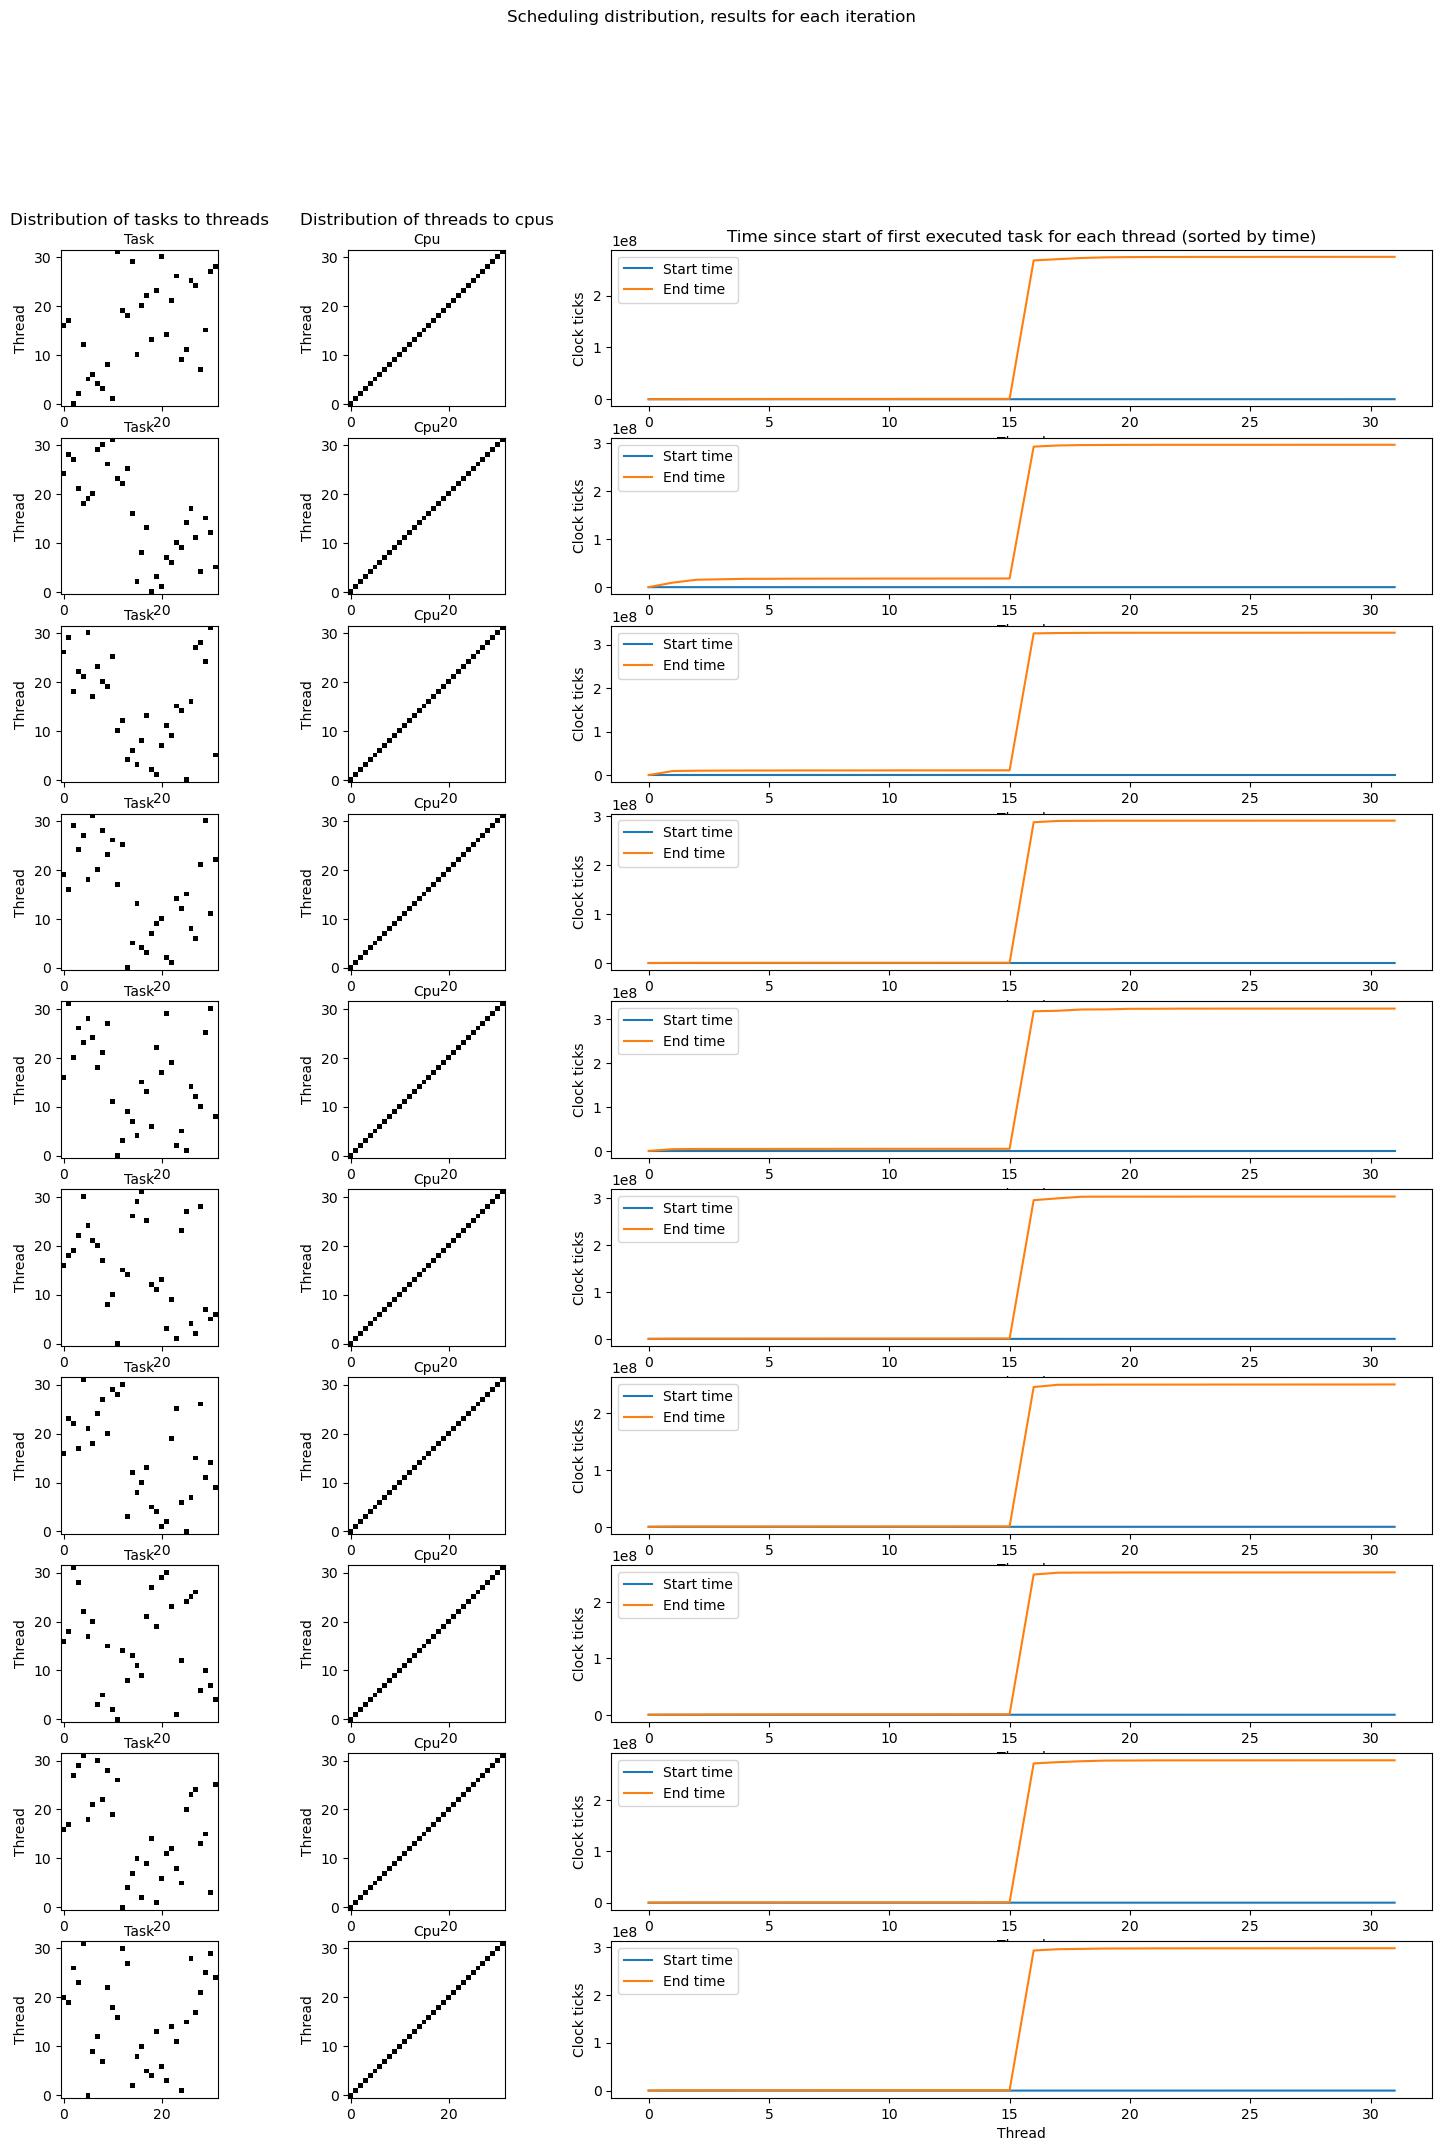 Scheduling distribution, results for each iteration
Distribution of tasks to threads
Distribution of threads to cpus
Time since start of first executed task for each thread (sorted by time)
Task
Thread
30
20
10
0
0 20
Cpu
Thread
30
20
10
0
0 20
1e8
Clock ticks
2
1
0
Start time
End time
0 5 10 15 20 25 30
Task
Thread
30
20
10
0
0 20
Cpu
Thread
30
20
10
0
0 20
1e8
Clock ticks
3
2
1
0
Start time
End time
0 5 10 15 20 25 30
Task
Thread
30
20
10
0
0 20
Cpu
Thread
30
20
10
0
0 20
1e8
Clock ticks
3
2
1
0
Start time
End time
0 5 10 15 20 25 30
Task
Thread
30
20
10
0
0 20
Cpu
Thread
30
20
10
0
0 20
1e8
Clock ticks
3
2
1
0
Start time
End time
0 5 10 15 20 25 30
Task
Thread
30
20
10
0
0 20
Cpu
Thread
30
20
10
0
0 20
1e8
Clock ticks
3
2
1
0
Start time
End time
0 5 10 15 20 25 30
Task
Thread
30
20
10
0
0 20
Cpu
Thread
30
20
10
0
0 20
1e8
Clock ticks
3
2
1
0
Start time
End time
0 5 10 15 20 25 30
Task
Thread
30
20
10
0
0 20
Cpu
Thread
30
20
10
0
0 20
1e8
Clock ticks
2
1
0
Start time
End time
0 5 10 15 20 25 30
Task
Thread
30
20
10
0
0 20
Cpu
Thread
30
20
10
0
0 20
1e8
Clock ticks
2
1
0
Start time
End time
0 5 10 15 20 25 30
Task
Thread
30
20
10
0
0 20
Cpu
Thread
30
20
10
0
0 20
1e8
Clock ticks
2
1
0
Start time
End time
0 5 10 15 20 25 30
Task
Thread
30
20
10
0
0 20
Cpu
Thread
30
20
10
0
0 20
1e8
Clock ticks
3
2
1
0
Start time
End time
0 5 10 15 20 25 30
Thread